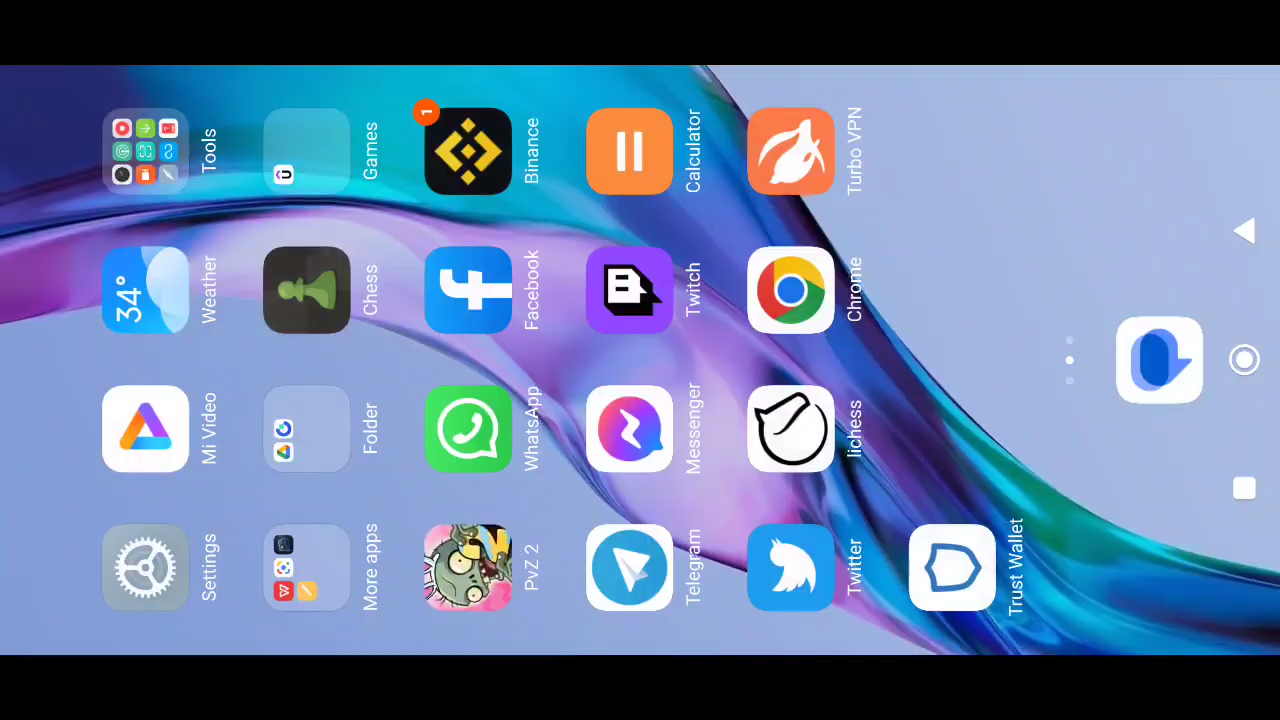 34°
Settings
Mi Video
Weather
Tools
More apps
Folder
Chess
Games
1
PvZ 2
WhatsApp
Facebook
Binance
Telegram
Messenger
Twitch
Calculator
Twitter
lichess
Chrome
Turbo VPN
Trust Wallet